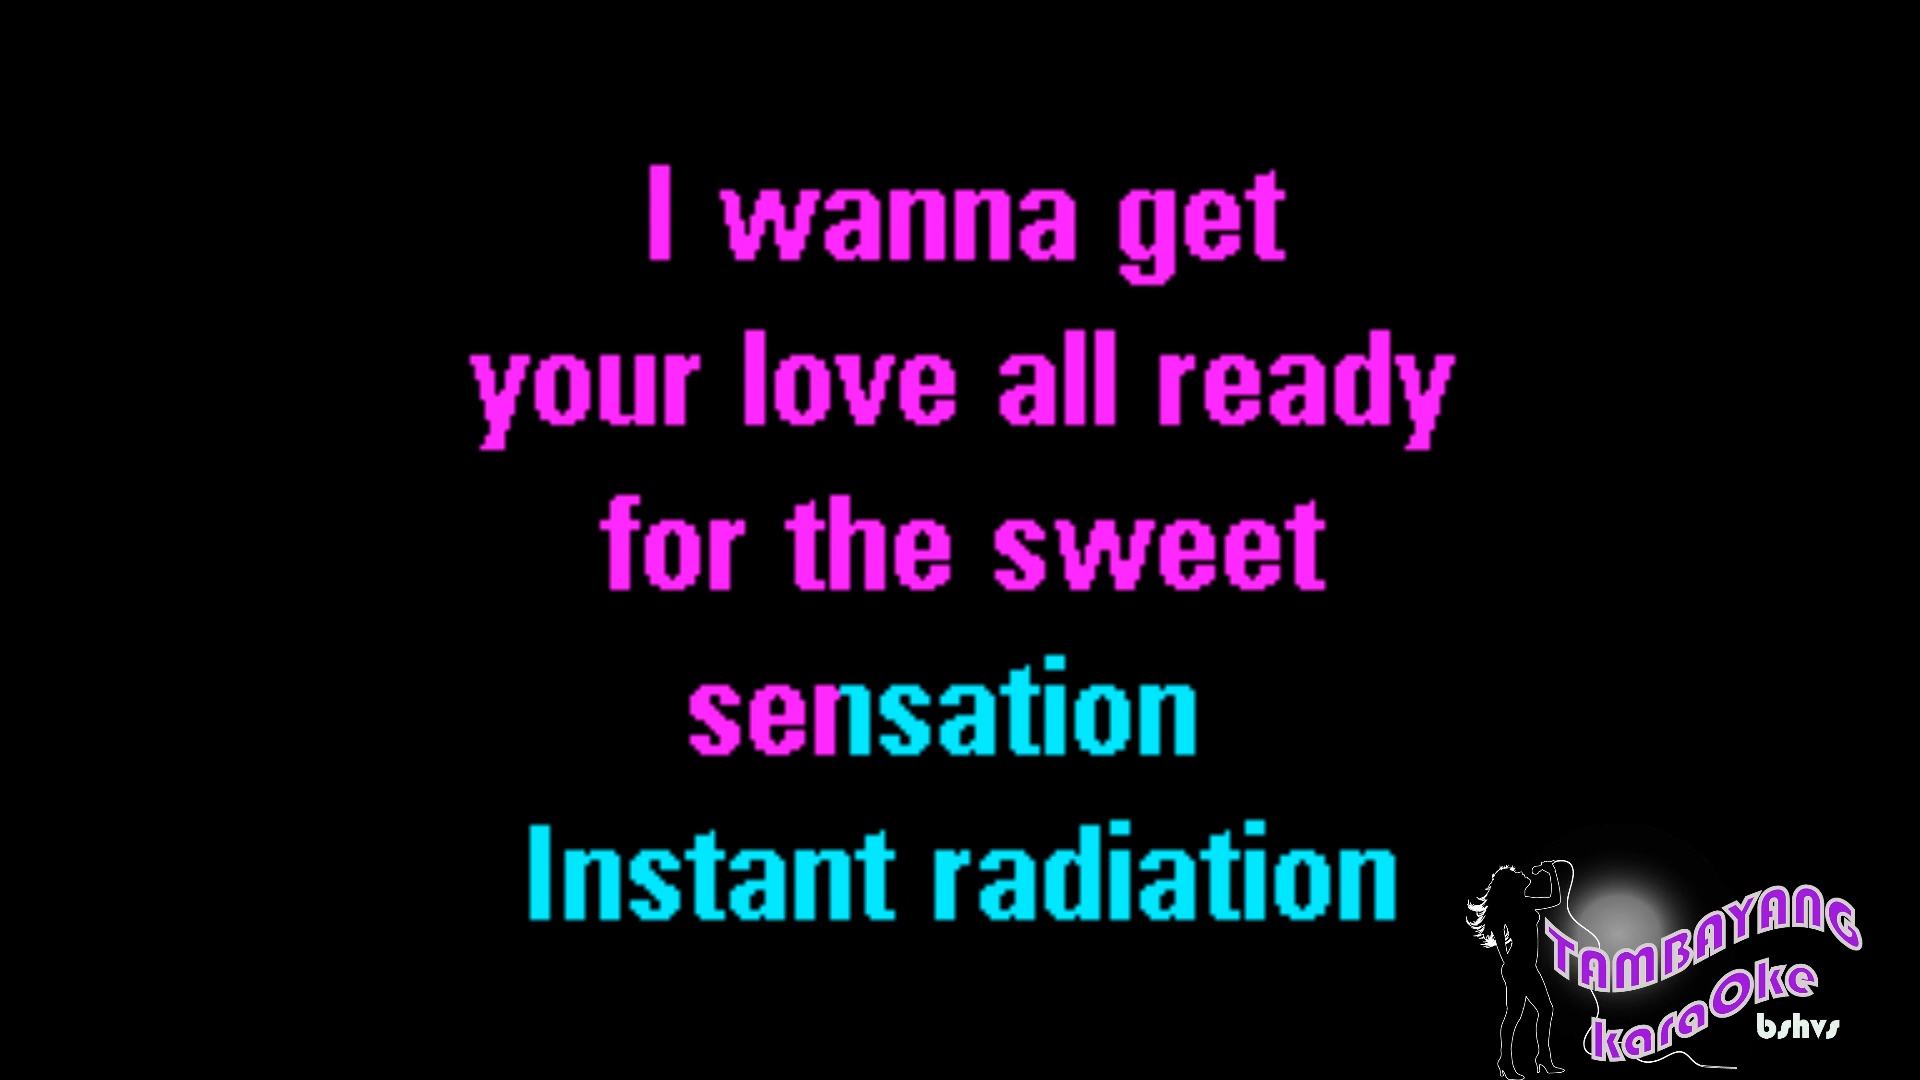 I wanna get
your love all ready
for the sweet
sensation
Instant radiation
TAMBAYANG
karaOke
bshvs